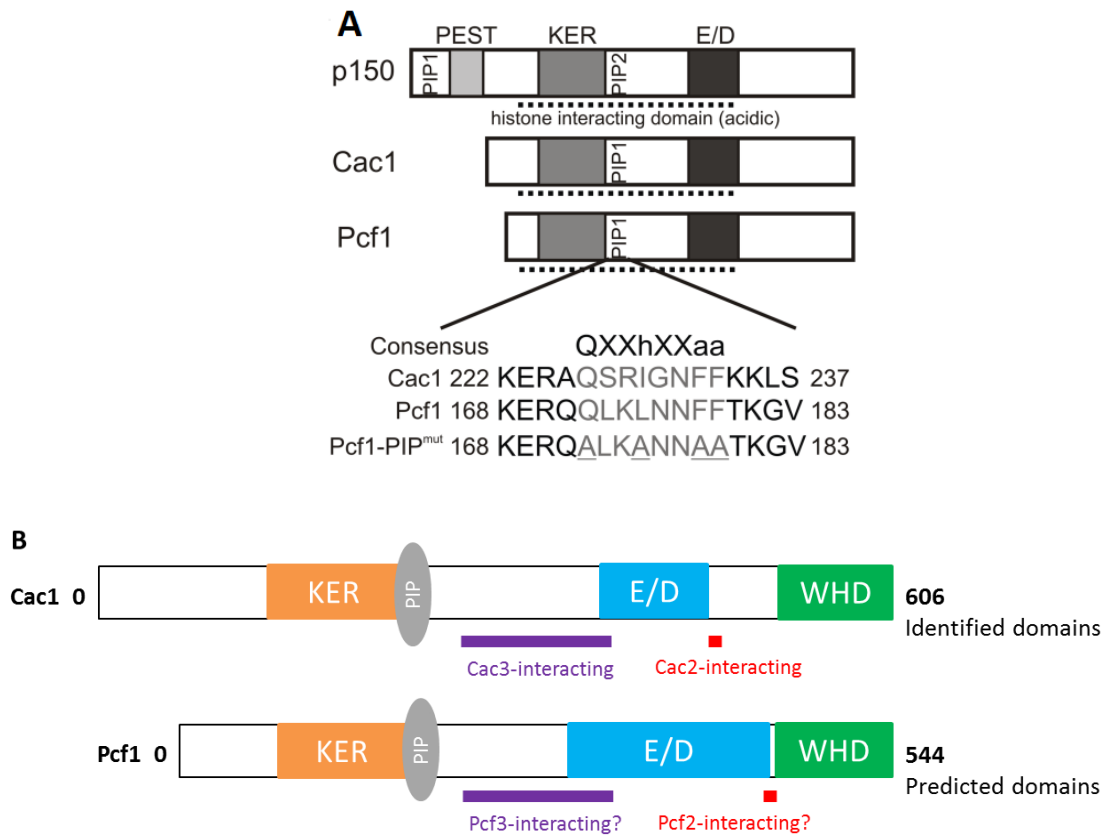 A
PEST KER E/D
p150 PIP1 PIP2
histone interacting domain (acidic)
Cac1 PIP1
Pcf1 PIP1
Consensus QXXhXXaa
Cac1 222 KERAQSRIGNFFKKLS 237
Pcf1 168 KERQQLKLNNFFTKGV 183
Pcf1-PIPmut 168 KERQALKANNAATKGV 183
B
Cac1 0 KER PIP E/D WHD 606
Identified domains
Cac3-interacting Cac2-interacting
Pcf1 0 KER PIP E/D WHD 544
Predicted domains
Pcf3-interacting? Pcf2-interacting?